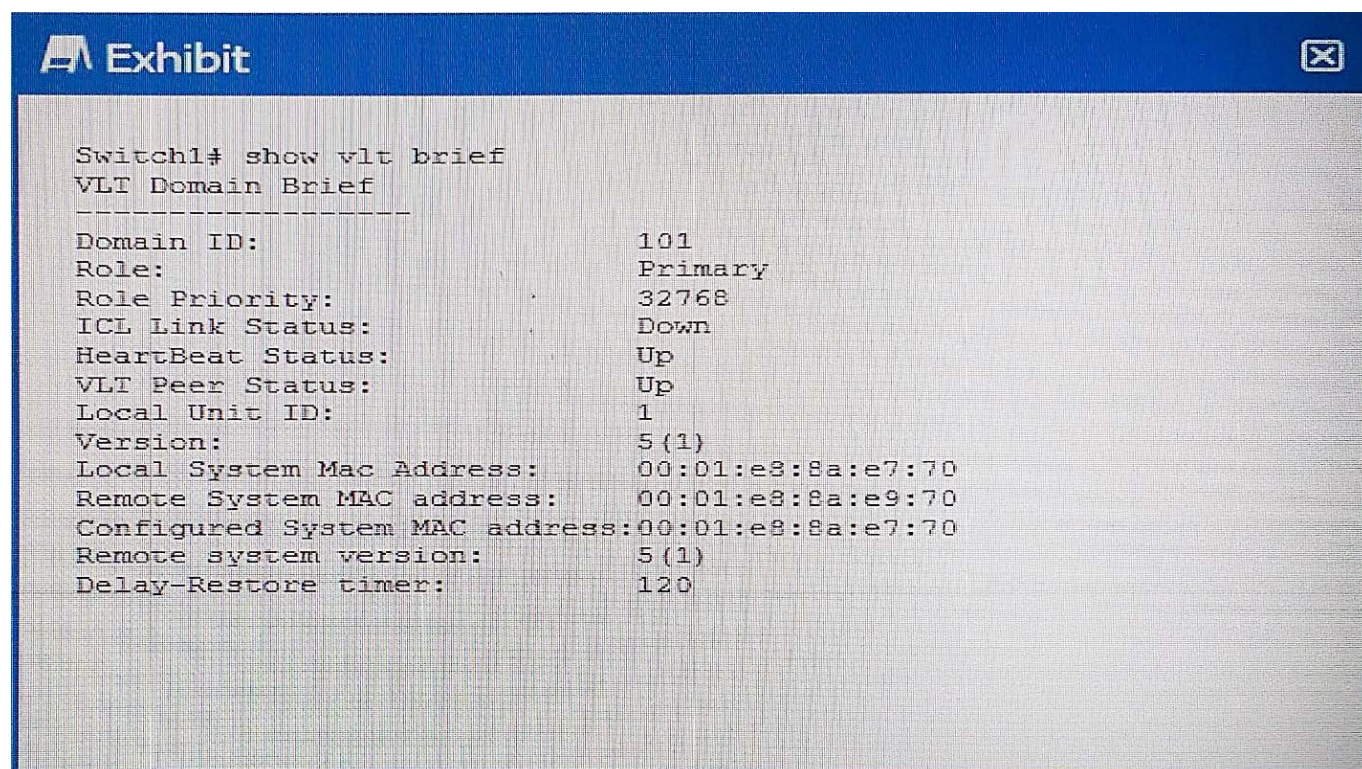 Exhibit
Switch1# show vlt brief
VLT Domain Brief
------------------
Domain ID: 101
Role: Primary
Role Priority: 32768
ICL Link Status: Down
HeartBeat Status: Up
VLT Peer Status: Up
Local Unit ID: 1
Version: 5(1)
Local System Mac Address: 00:01:e8:8a:e7:70
Remote System MAC address: 00:01:e8:8a:e9:70
Configured System MAC address:00:01:e8:8a:e7:70
Remote system version: 5(1)
Delay-Restore timer: 120